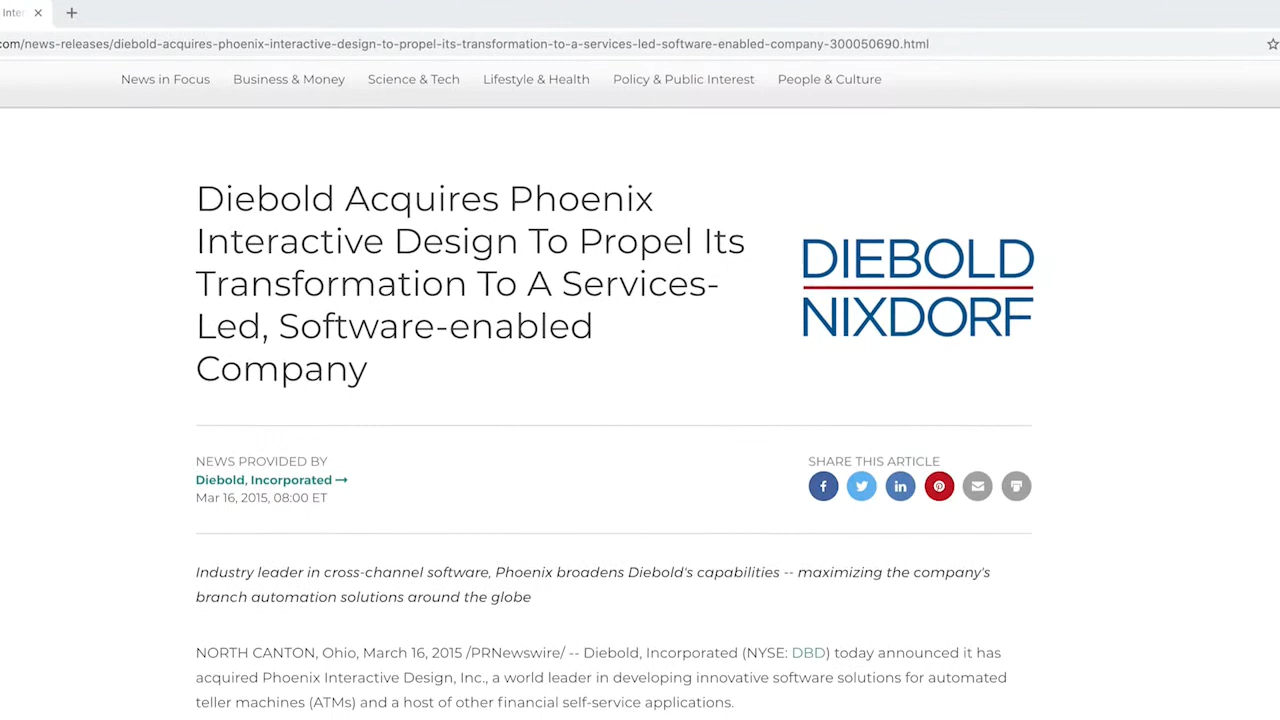 Inter
com/news-releases/diebold-acquires-phoenix-interactive-design-to-propel-its-transformation-to-a-services-led-software-enabled-company-300050690.html
News in Focus Business & Money Science & Tech Lifestyle & Health Policy & Public Interest People & Culture
Diebold Acquires Phoenix
Interactive Design To Propel Its
Transformation To A Services-
Led, Software-enabled
Company
DIEBOLD
NIXDORF
NEWS PROVIDED BY
Diebold, Incorporated →
Mar 16, 2015, 08:00 ET
SHARE THIS ARTICLE
Industry leader in cross-channel software, Phoenix broadens Diebold's capabilities -- maximizing the company's
branch automation solutions around the globe
NORTH CANTON, Ohio, March 16, 2015 /PRNewswire/ -- Diebold, Incorporated (NYSE: DBD) today announced it has
acquired Phoenix Interactive Design, Inc., a world leader in developing innovative software solutions for automated
teller machines (ATMs) and a host of other financial self-service applications.